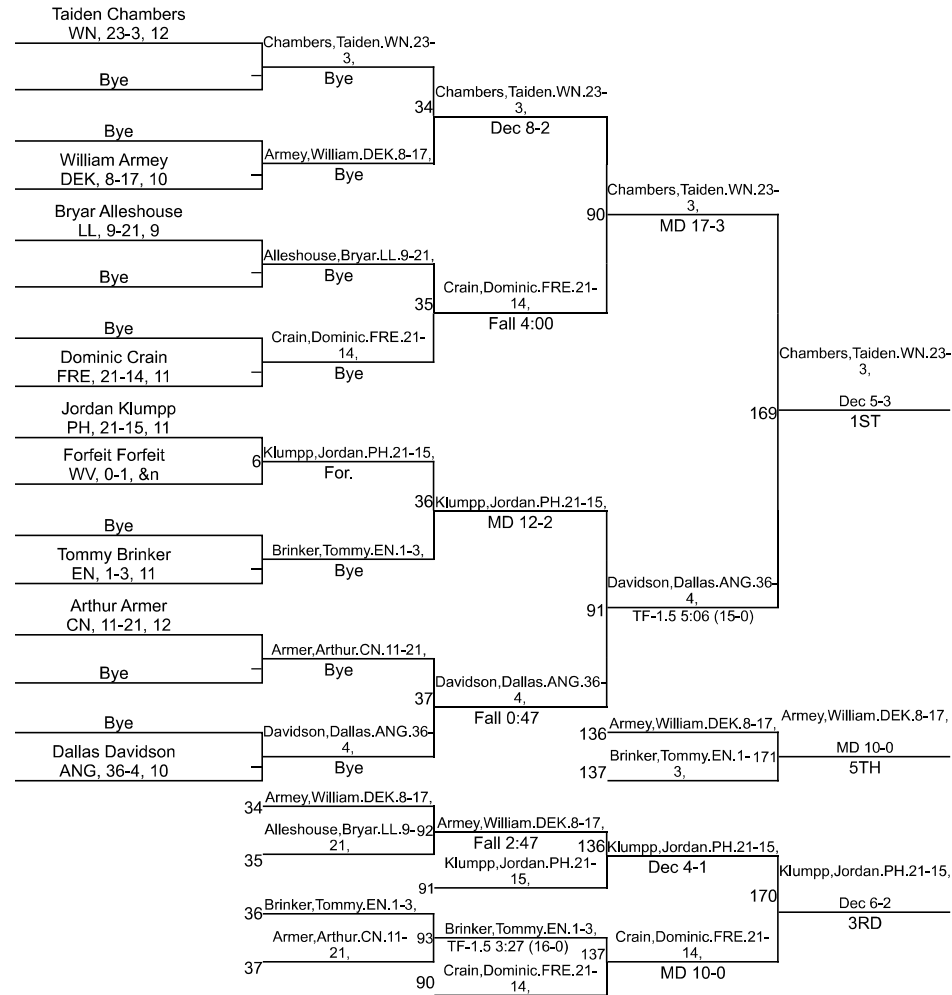 Taiden Chambers
WN, 23-3, 12
Bye
Bye
William Armey
DEK, 8-17, 10
Bryar Alleshouse
LL, 9-21, 9
Bye
Bye
Dominic Crain
FRE, 21-14, 11
Jordan Klumpp
PH, 21-15, 11
Forfeit Forfeit
WV, 0-1, &n
Bye
Tommy Brinker
EN, 1-3, 11
Arthur Armer
CN, 11-21, 12
Bye
Bye
Dallas Davidson
ANG, 36-4, 10
Chambers,Taiden.WN.23-
3,
Bye
Armey,William.DEK.8-17,
Bye
Alleshouse,Bryar.LL.9-21,
Bye
Crain,Dominic.FRE.21-
14,
Bye
6
Klumpp,Jordan.PH.21-15,
For.
Brinker,Tommy.EN.1-3,
Bye
Armer,Arthur.CN.11-21,
Bye
Davidson,Dallas.ANG.36-
4,
Bye
34
Chambers,Taiden.WN.23-
3,
Dec 8-2
35
Crain,Dominic.FRE.21-
14,
Fall 4:00
36
Klumpp,Jordan.PH.21-15,
MD 12-2
37
Davidson,Dallas.ANG.36-
4,
Fall 0:47
90
Chambers,Taiden.WN.23-
3,
MD 17-3
91
Davidson,Dallas.ANG.36-
4,
TF-1.5 5:06 (15-0)
169
Chambers,Taiden.WN.23-
3,
Dec 5-3
1ST
136
Armey,William.DEK.8-17,
137
Brinker,Tommy.EN.1-
3,
171
Armey,William.DEK.8-17,
MD 10-0
5TH
34
Armey,William.DEK.8-17,
35
Alleshouse,Bryar.LL.9-
21,
92
Armey,William.DEK.8-17,
Fall 2:47
91
Klumpp,Jordan.PH.21-
15,
136
Klumpp,Jordan.PH.21-15,
Dec 4-1
36
Brinker,Tommy.EN.1-3,
37
Armer,Arthur.CN.11-
21,
93
Brinker,Tommy.EN.1-3,
TF-1.5 3:27 (16-0)
90
Crain,Dominic.FRE.21-
14,
137
Crain,Dominic.FRE.21-
14,
MD 10-0
170
Klumpp,Jordan.PH.21-15,
Dec 6-2
3RD